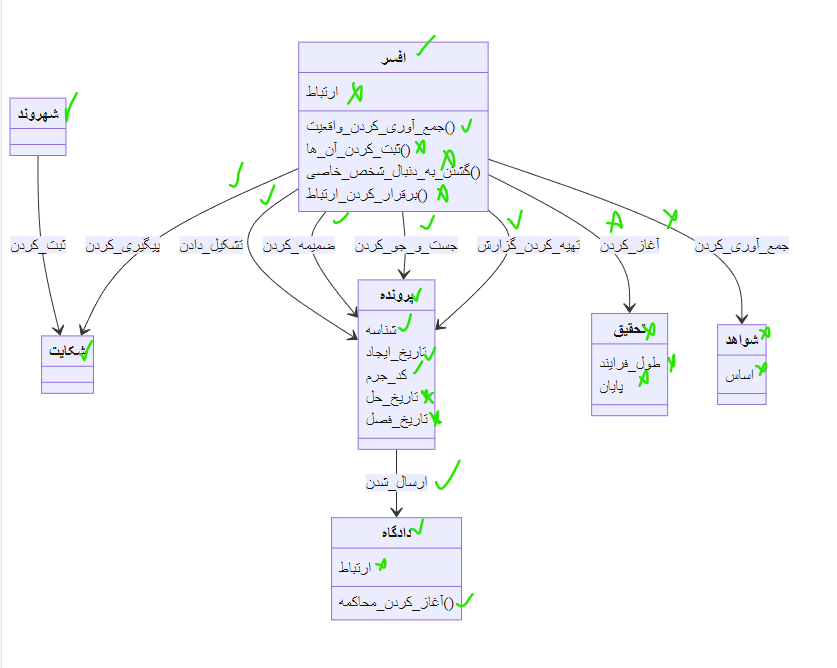 افسر
ارتباط
جمع_آوری_کردن_واقعیت()
ثبت_کردن_آن_ها()
گشتن_به_دنبال_شخص_خاصی()
برقرار_کردن_ارتباط()
شهروند
ثبت_کردن
پیگیری_کردن
تشکیل_دادن
ضمیمه_کردن
جست_و_جو_کردن
تهیه_کردن_گزارش
آغاز_کردن
جمع_آوری_کردن
شکایت
پرونده
شناسه
تاریخ_ایجاد
کد_جرم
تاریخ_حل
تاریخ_فصل
تحقیق
طول_فرایند
پایان
شواهد
اساس
ارسال_شدن
دادگاه
ارتباط
آغاز_کردن_محاکمه()